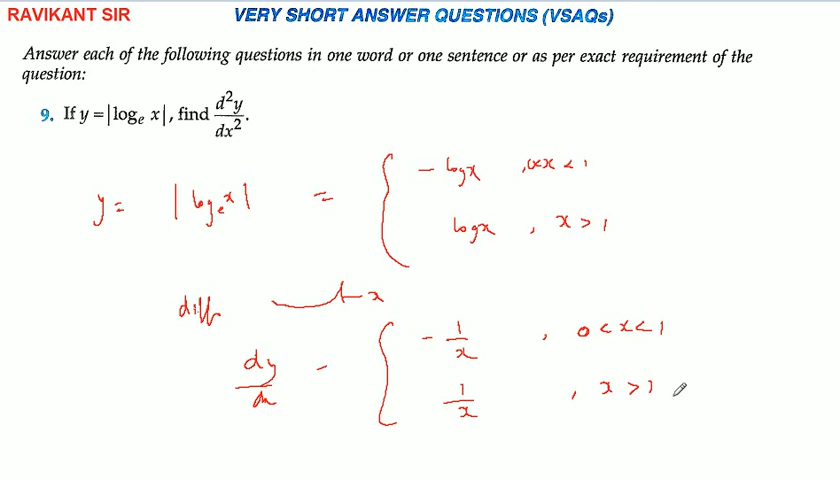 RAVIKANT SIR VERY SHORT ANSWER QUESTIONS (VSAQs)
Answer each of the following questions in one word or one sentence or as per exact requirement of the
question:
9. If y = |logₑ x|, find d²y/dx².
y = |logₑx| = { - logx , 0<x < 1
logx , x > 1
diff x
dy/dx = { - 1/x , 0 < x < 1
1/x , x > 1